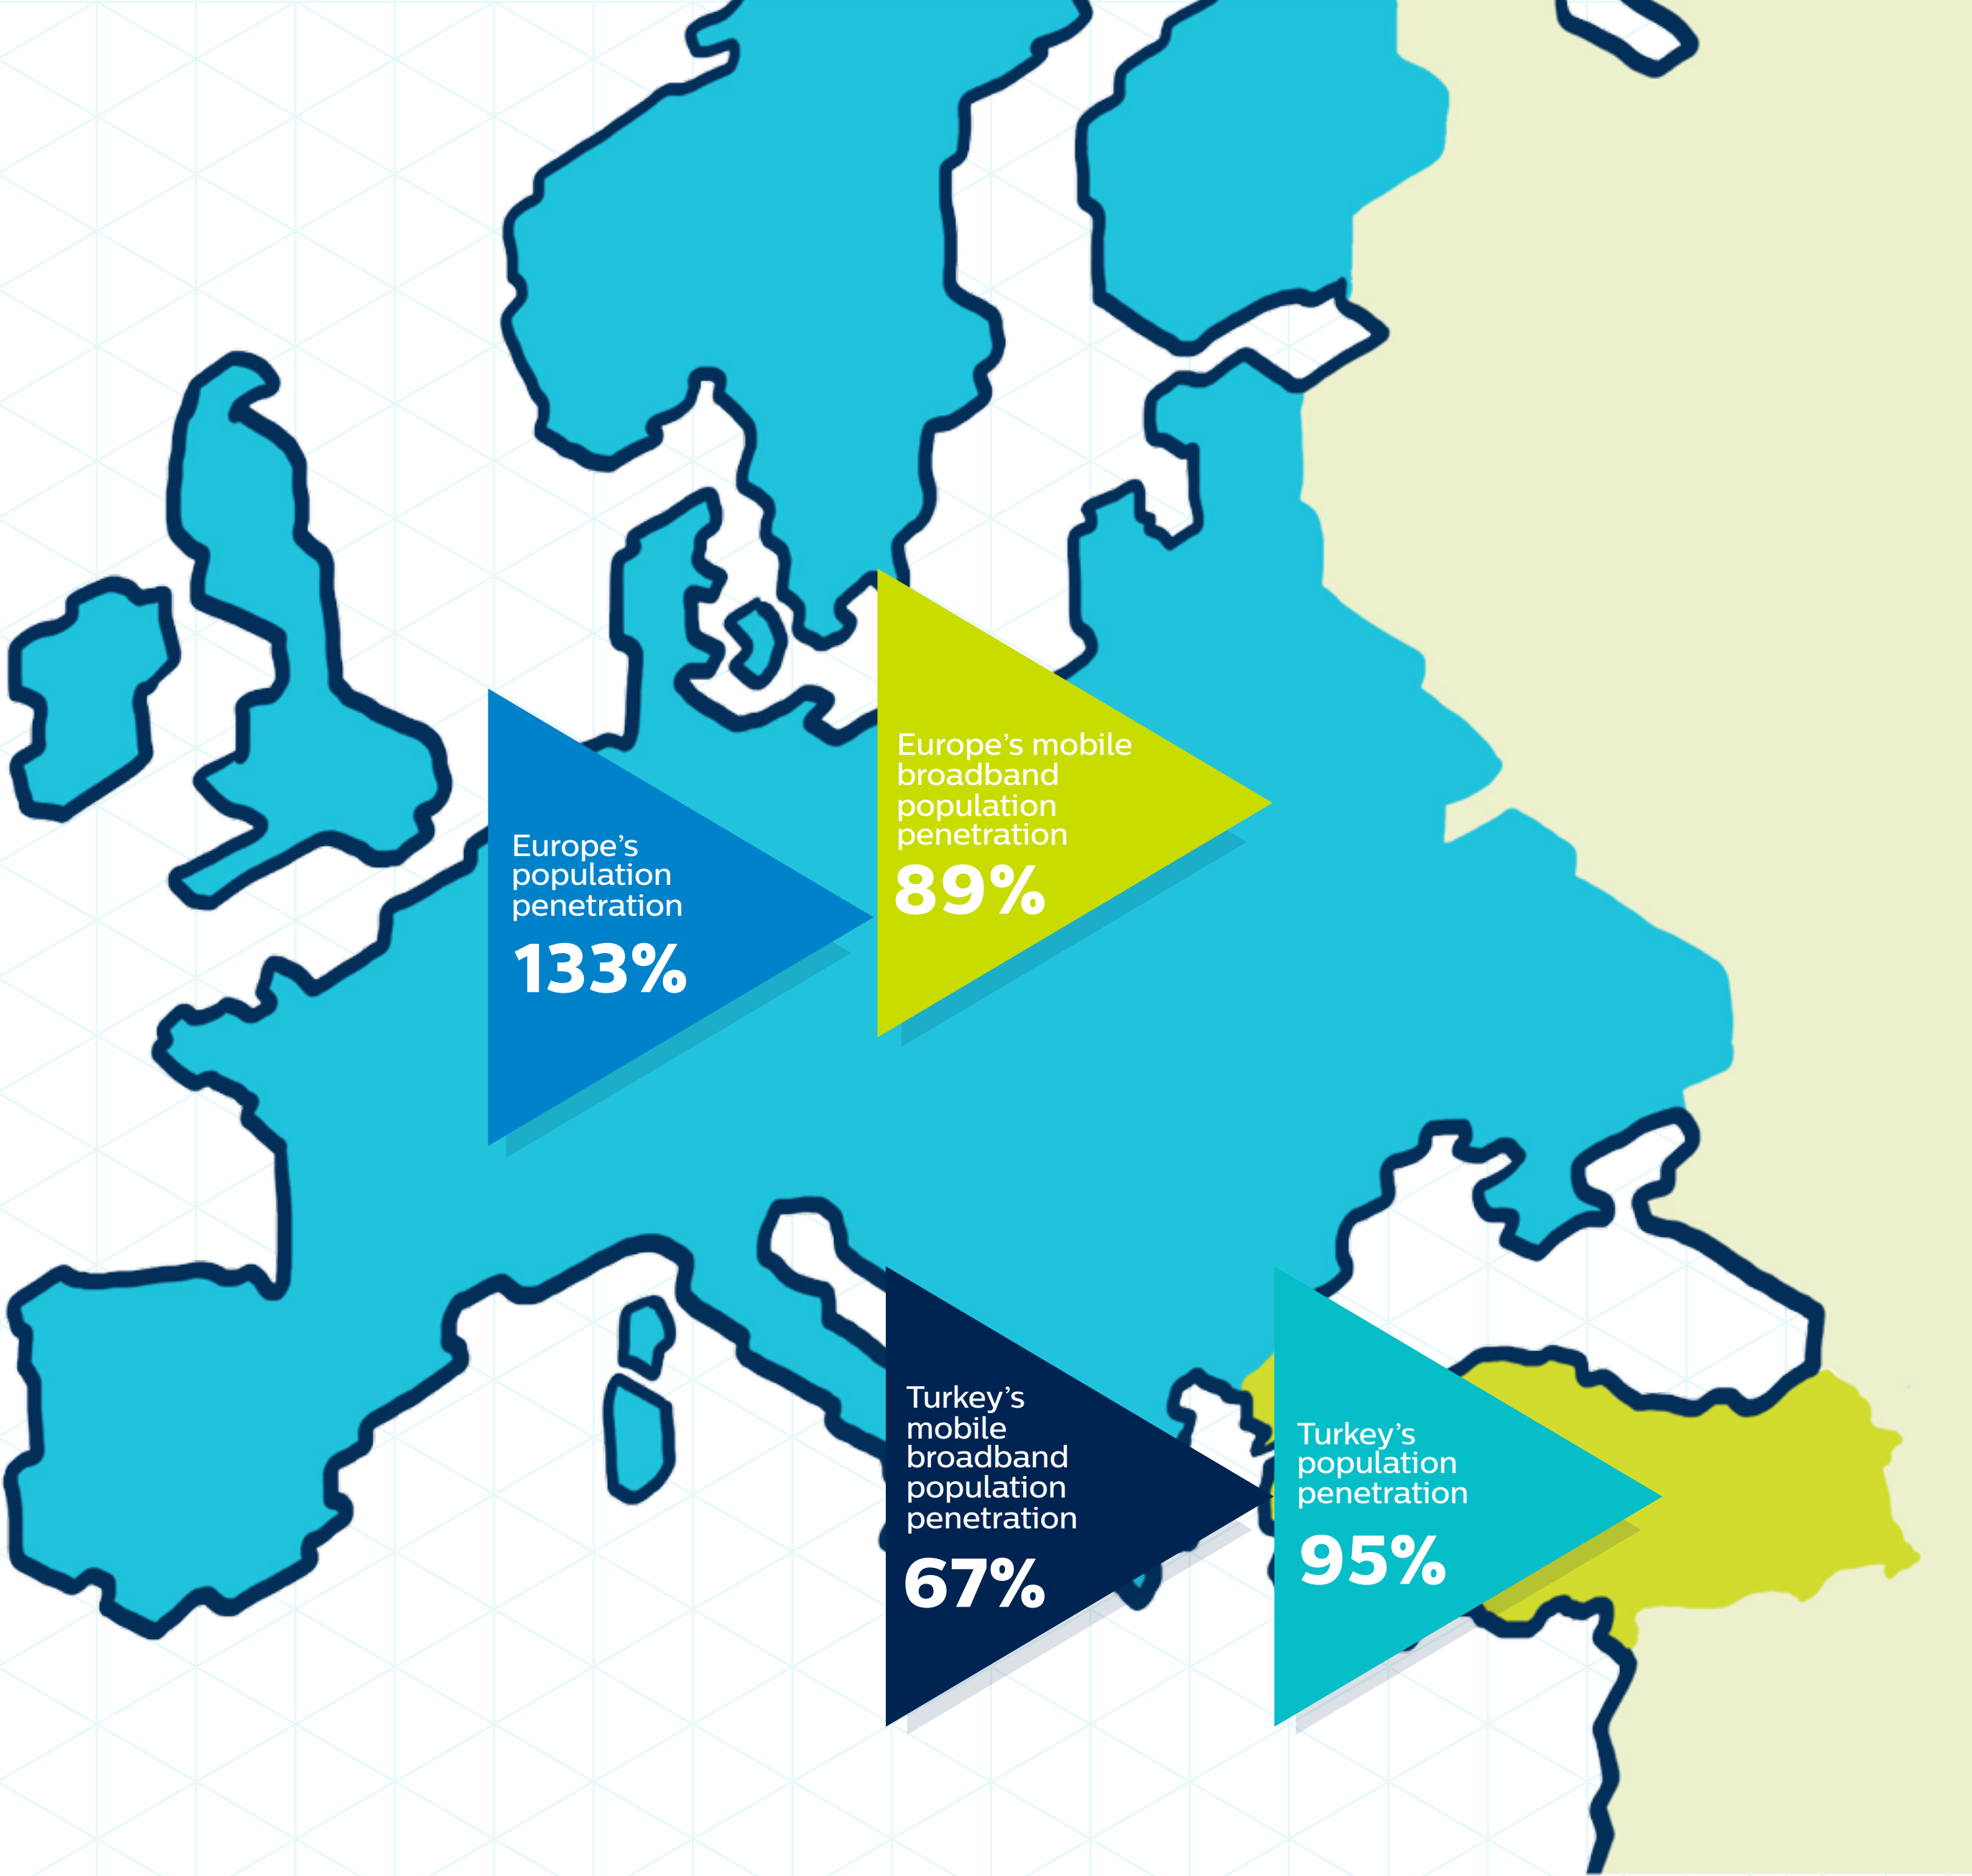 Europe’s mobile
broadband
population
penetration
89%
Europe’s
population
penetration
133%
Turkey’s
mobile
broadband
population
penetration
67%
Turkey’s
population
penetration
95%